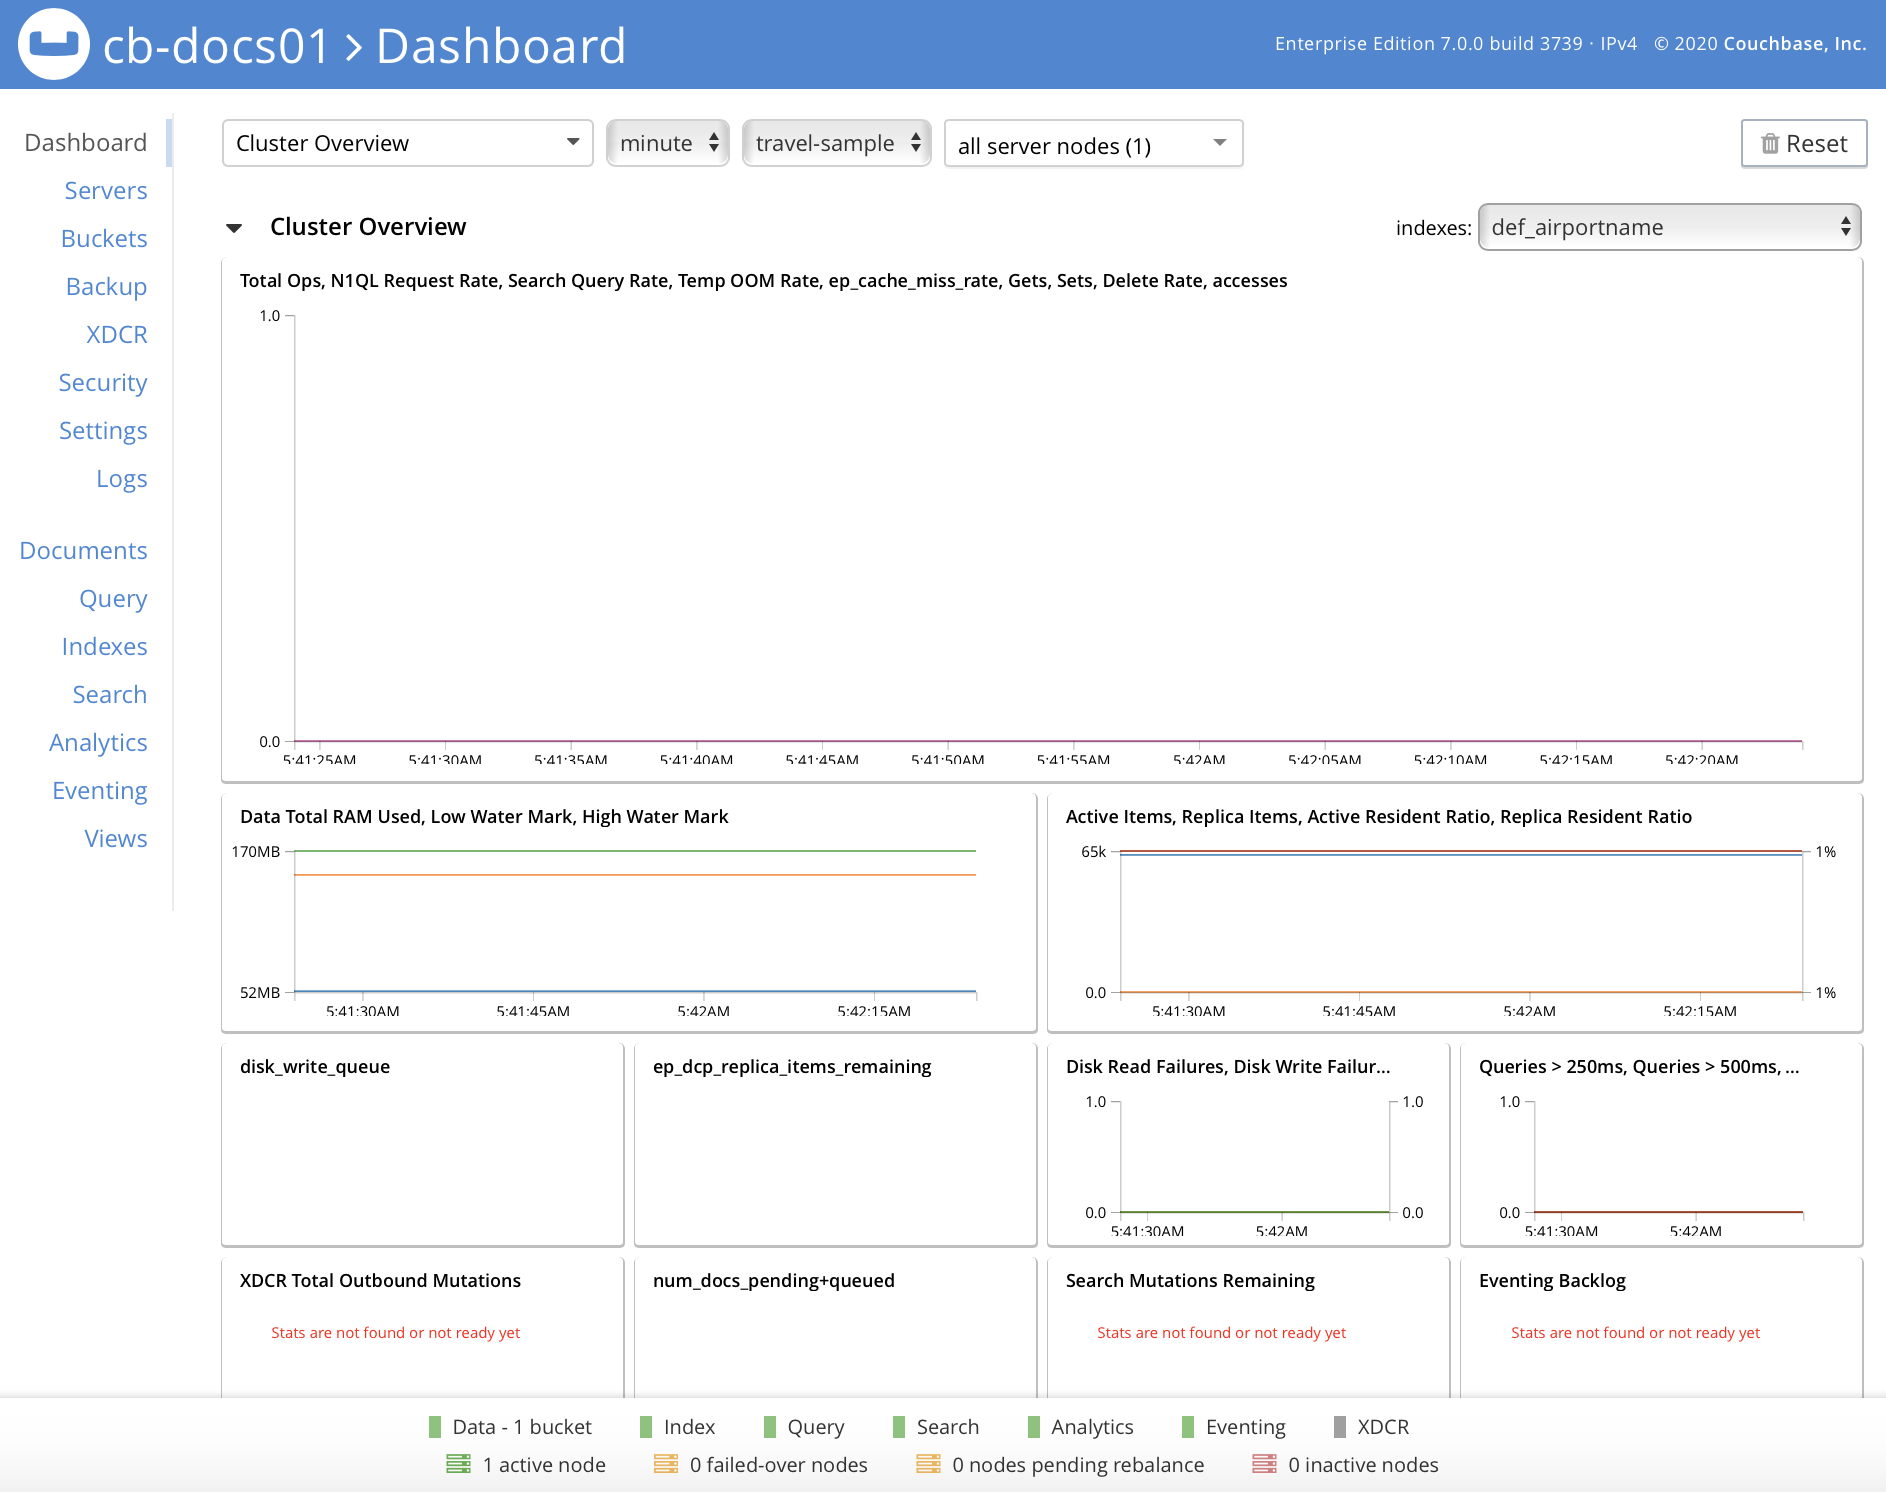 cb-docs01 > Dashboard
Enterprise Edition 7.0.0 build 3739 · IPv4 © 2020 Couchbase, Inc.
Dashboard
Servers
Buckets
Backup
XDCR
Security
Settings
Logs
Documents
Query
Indexes
Search
Analytics
Eventing
Views
Cluster Overview
minute
travel-sample
all server nodes (1)
Reset
Cluster Overview
indexes: def_airportname
Total Ops, N1QL Request Rate, Search Query Rate, Temp OOM Rate, ep_cache_miss_rate, Gets, Sets, Delete Rate, accesses
1.0
0.0
5:41:25AM 5:41:30AM 5:41:35AM 5:41:40AM 5:41:45AM 5:41:50AM 5:41:55AM 5:42AM 5:42:05AM 5:42:10AM 5:42:15AM 5:42:20AM
Data Total RAM Used, Low Water Mark, High Water Mark
170MB
52MB
5:41:30AM 5:41:45AM 5:42AM 5:42:15AM
Active Items, Replica Items, Active Resident Ratio, Replica Resident Ratio
65k 1%
0.0 1%
5:41:30AM 5:41:45AM 5:42AM 5:42:15AM
disk_write_queue
ep_dcp_replica_items_remaining
Disk Read Failures, Disk Write Failur...
1.0 1.0
0.0 0.0
5:41:30AM 5:42AM
Queries > 250ms, Queries > 500ms, ...
1.0
0.0
5:41:30AM 5:42AM
XDCR Total Outbound Mutations
Stats are not found or not ready yet
num_docs_pending+queued
Search Mutations Remaining
Stats are not found or not ready yet
Eventing Backlog
Stats are not found or not ready yet
Data - 1 bucket Index Query Search Analytics Eventing XDCR
1 active node 0 failed-over nodes 0 nodes pending rebalance 0 inactive nodes